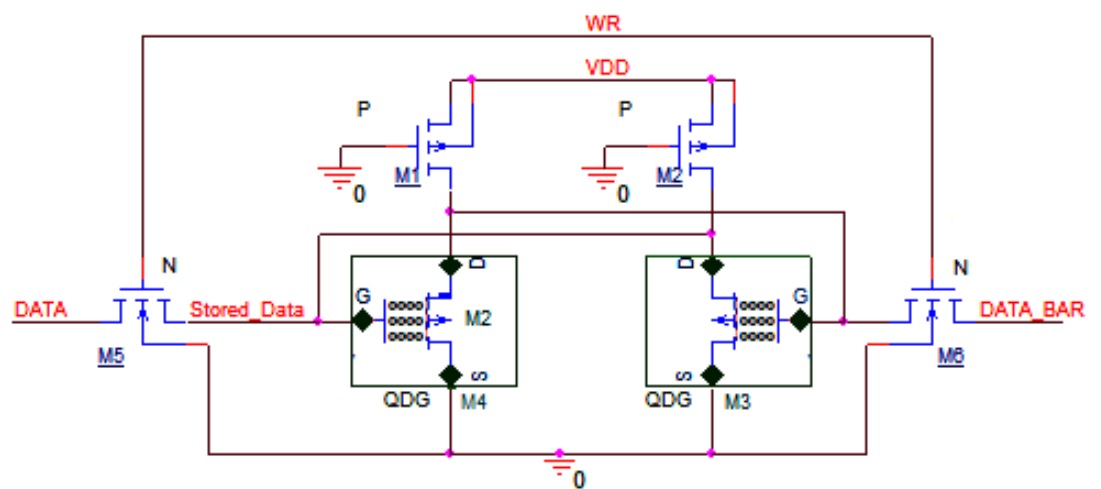 WR
VDD
P
P
M1
0
M2
0
N
D
D
N
DATA
Stored_Data
G
M2
G
DATA_BAR
M5
S
S
M6
QDG
M4
QDG
M3
0